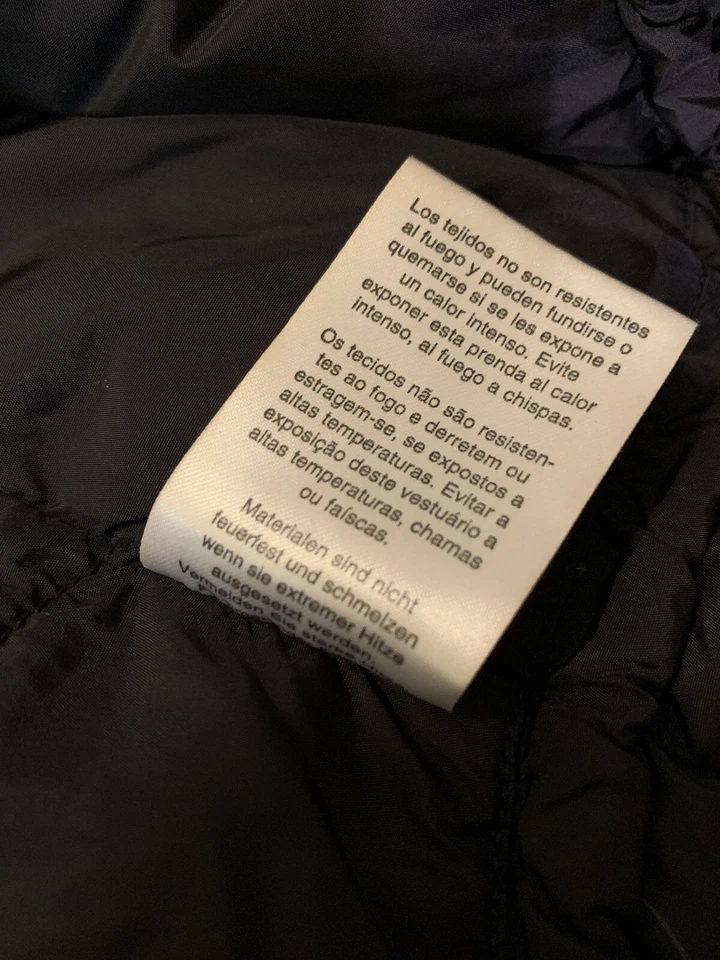 Los tejidos no son resistentes
al fuego y pueden fundirse o
quemarse si se les expone a
un calor intenso. Evite
exponer esta prenda al calor
intenso, al fuego a chispas.
Os tecidos não são resisten-
tes ao fogo e derretem ou
estragem-se, se expostos a
altas temperaturas. Evitar a
exposição deste vestuário a
altas temperaturas, chamas
ou faíscas.
Materialen sind nicht
feuerfest und schmelzen
wenn sie extremer Hitze
ausgesetzt werden.
Vermeiden Sie starke